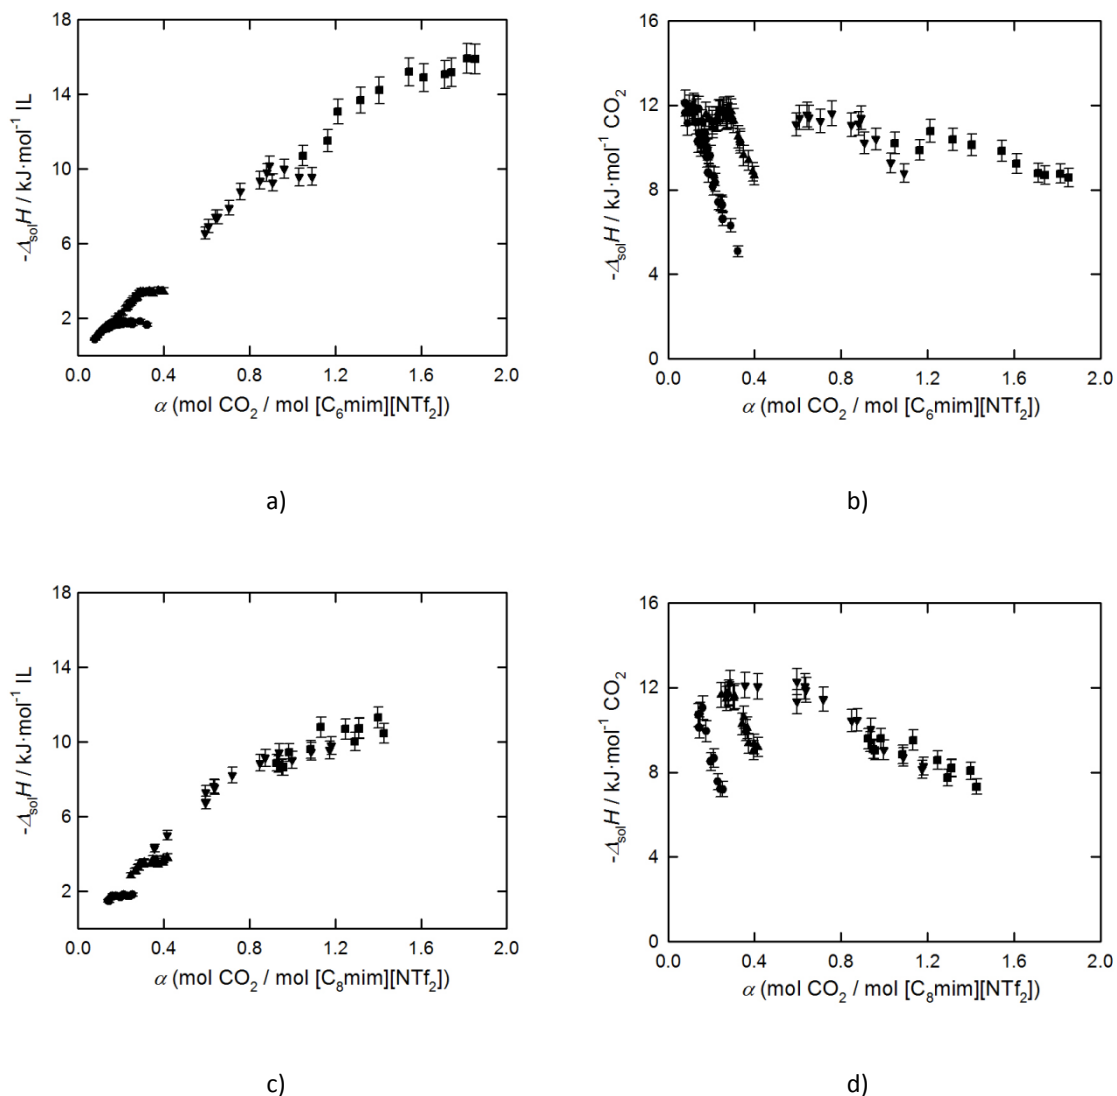 18
14
10
6
2
-ΔsolH / kJ·mol⁻¹ IL
0.0 0.4 0.8 1.2 1.6 2.0
α (mol CO₂ / mol [C₆mim][NTf₂])
a)
16
12
8
4
0
-ΔsolH / kJ·mol⁻¹ CO₂
0.0 0.4 0.8 1.2 1.6 2.0
α (mol CO₂ / mol [C₆mim][NTf₂])
b)
18
14
10
6
2
-ΔsolH / kJ·mol⁻¹ IL
0.0 0.4 0.8 1.2 1.6 2.0
α (mol CO₂ / mol [C₈mim][NTf₂])
c)
16
12
8
4
0
-ΔsolH / kJ·mol⁻¹ CO₂
0.0 0.4 0.8 1.2 1.6 2.0
α (mol CO₂ / mol [C₈mim][NTf₂])
d)